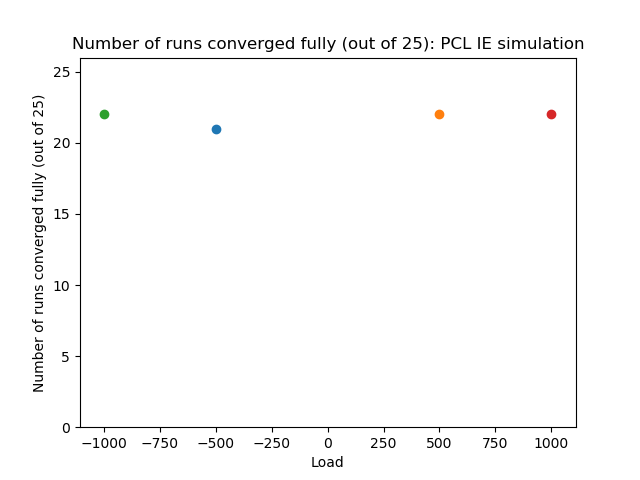 Number of runs converged fully (out of 25): PCL IE simulation
Number of runs converged fully (out of 25)
25
20
15
10
5
0
−1000 −750 −500 −250 0 250 500 750 1000
Load